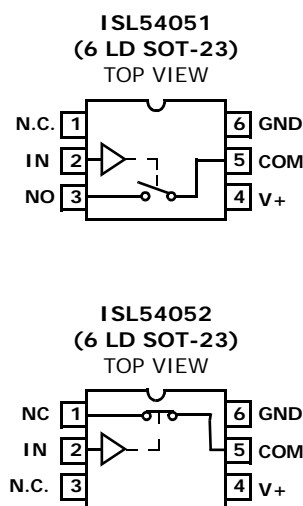 ISL54051
(6 LD SOT-23)
TOP VIEW
N.C. 1 6 GND
IN 2 5 COM
NO 3 4 V+
ISL54052
(6 LD SOT-23)
TOP VIEW
NC 1 6 GND
IN 2 5 COM
N.C. 3 4 V+